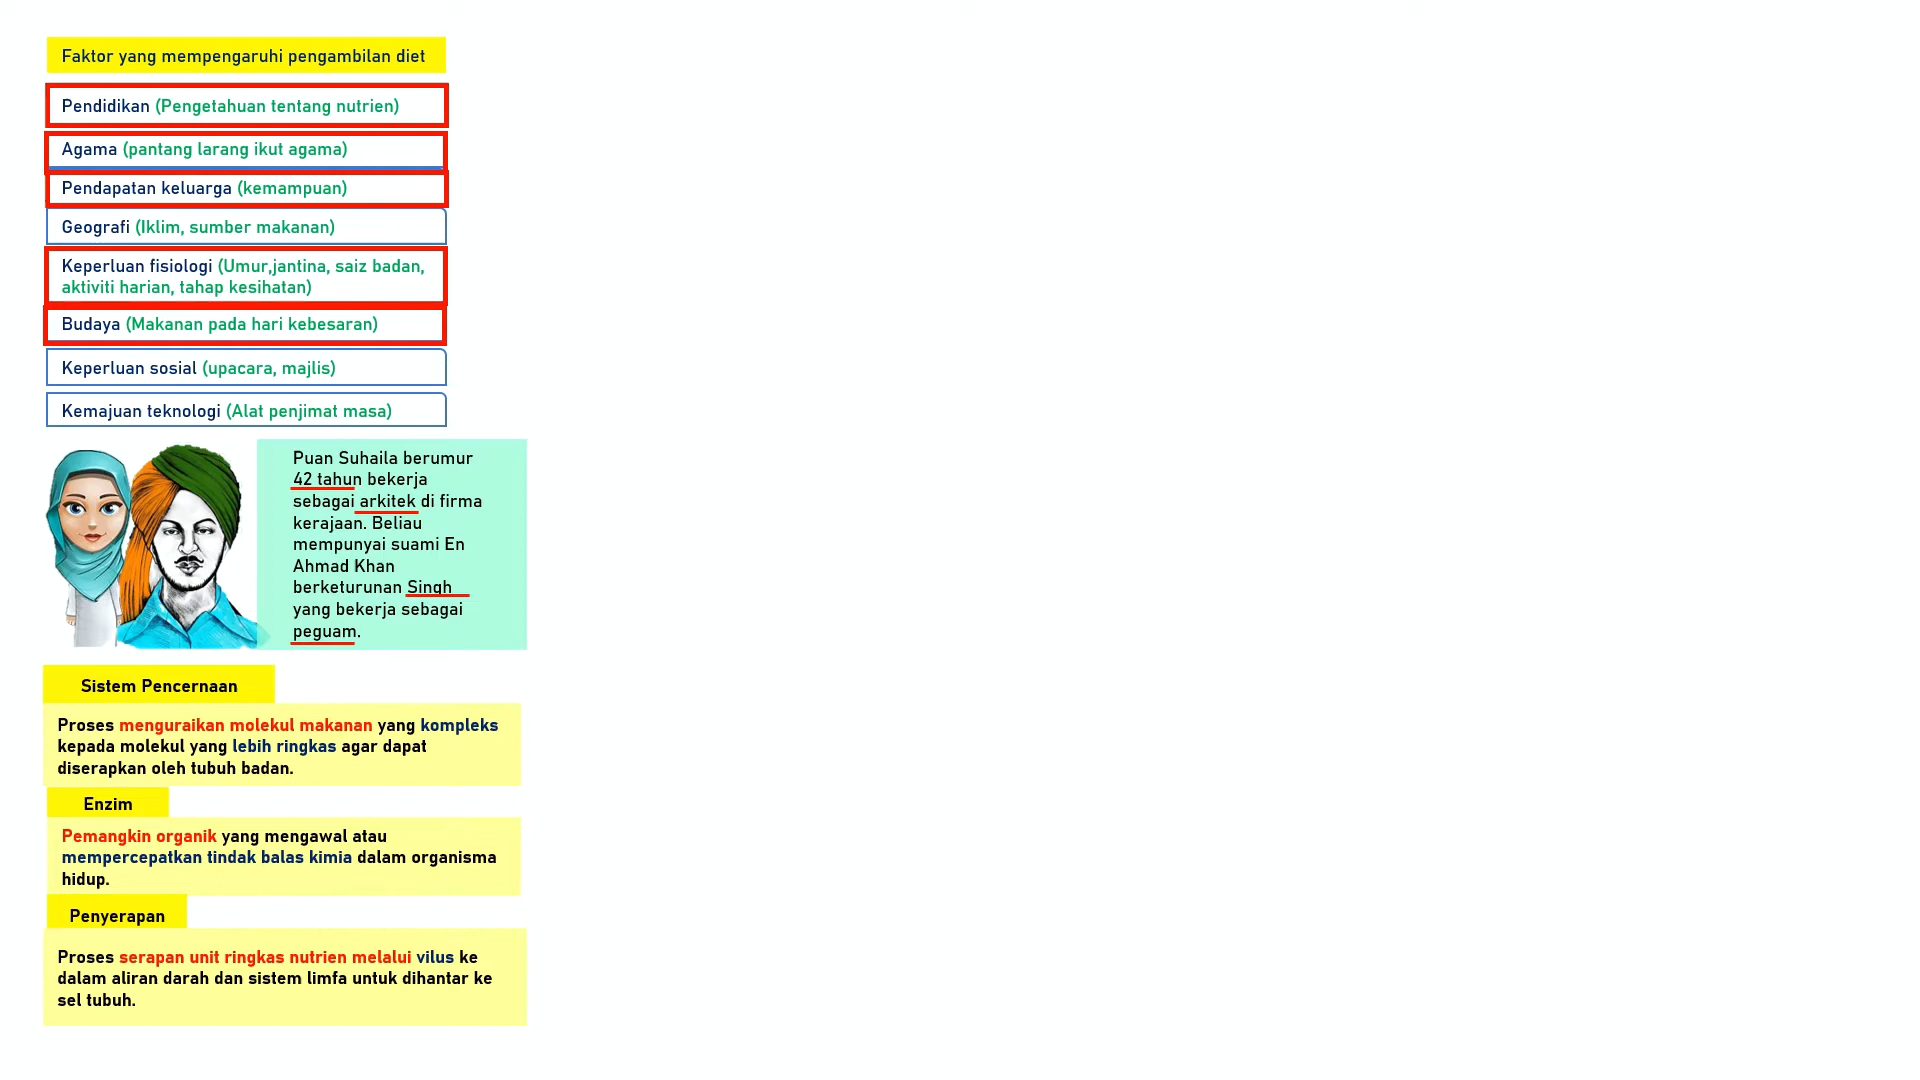 Faktor yang mempengaruhi pengambilan diet
Pendidikan (Pengetahuan tentang nutrien)
Agama (pantang larang ikut agama)
Pendapatan keluarga (kemampuan)
Geografi (Iklim, sumber makanan)
Keperluan fisiologi (Umur,jantina, saiz badan,
aktiviti harian, tahap kesihatan)
Budaya (Makanan pada hari kebesaran)
Keperluan sosial (upacara, majlis)
Kemajuan teknologi (Alat penjimat masa)
Puan Suhaila berumur
42 tahun bekerja
sebagai arkitek di firma
kerajaan. Beliau
mempunyai suami En
Ahmad Khan
berketurunan Singh
yang bekerja sebagai
peguam.
Sistem Pencernaan
Proses menguraikan molekul makanan yang kompleks
kepada molekul yang lebih ringkas agar dapat
diserapkan oleh tubuh badan.
Enzim
Pemangkin organik yang mengawal atau
mempercepatkan tindak balas kimia dalam organisma
hidup.
Penyerapan
Proses serapan unit ringkas nutrien melalui vilus ke
dalam aliran darah dan sistem limfa untuk dihantar ke
sel tubuh.